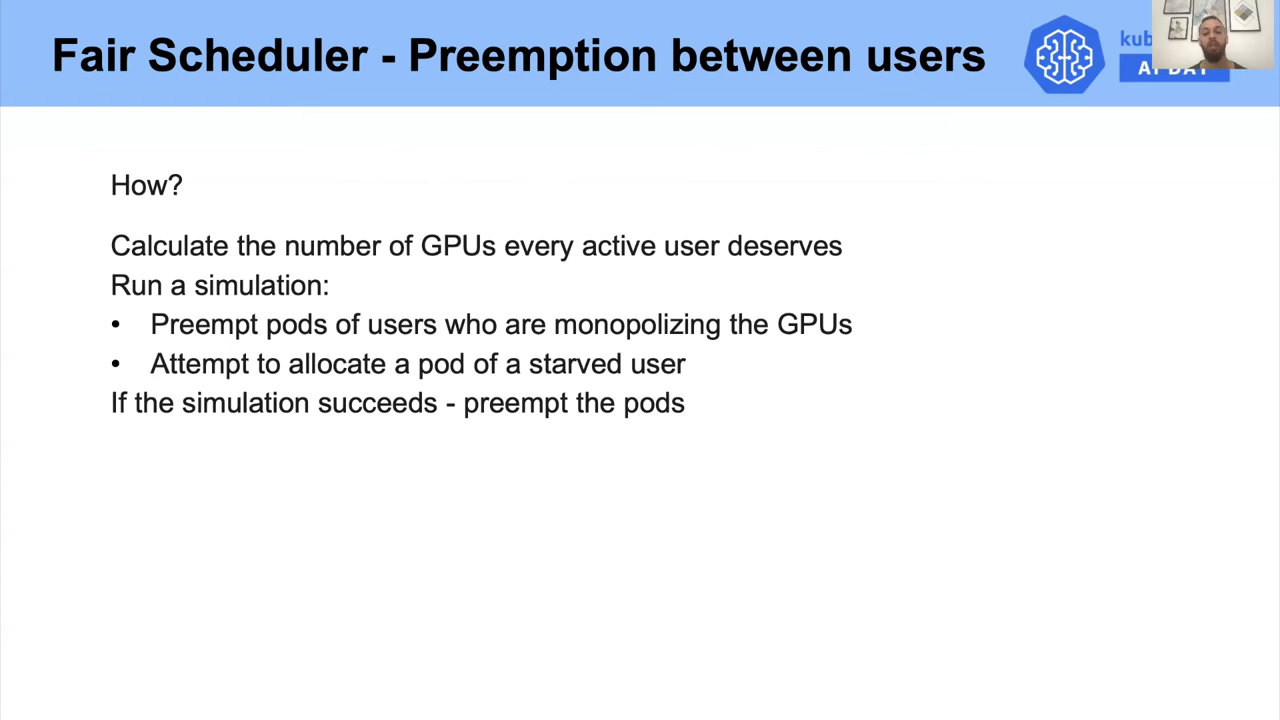 Fair Scheduler - Preemption between users
AI DAY
How?
Calculate the number of GPUs every active user deserves
Run a simulation:
• Preempt pods of users who are monopolizing the GPUs
• Attempt to allocate a pod of a starved user
If the simulation succeeds - preempt the pods